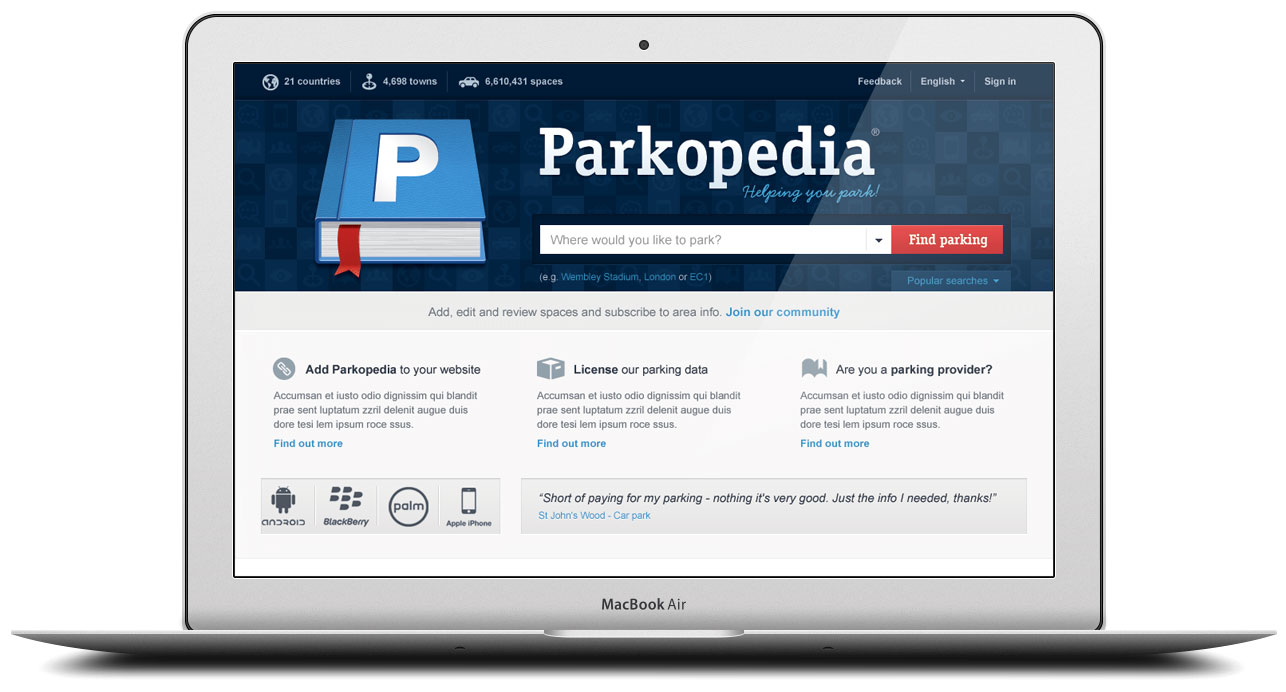 21 countries
4,698 towns
6,610,431 spaces
Feedback
English
Sign in
P
Parkopedia®
Helping you park!
Where would you like to park?
Find parking
(e.g. Wembley Stadium, London or EC1)
Popular searches
Add, edit and review spaces and subscribe to area info. Join our community
Add Parkopedia to your website
Accumsan et iusto odio dignissim qui blandit
prae sent luptatum zzril delenit augue duis
dore tesi lem ipsum roce ssus.
Find out more
License our parking data
Accumsan et iusto odio dignissim qui blandit
prae sent luptatum zzril delenit augue duis
dore tesi lem ipsum roce ssus.
Find out more
Are you a parking provider?
Accumsan et iusto odio dignissim qui blandit
prae sent luptatum zzril delenit augue duis
dore tesi lem ipsum roce ssus.
Find out more
ANDROID
BlackBerry
palm
Apple iPhone
“Short of paying for my parking - nothing it's very good. Just the info I needed, thanks!”
St John's Wood - Car park
MacBook Air